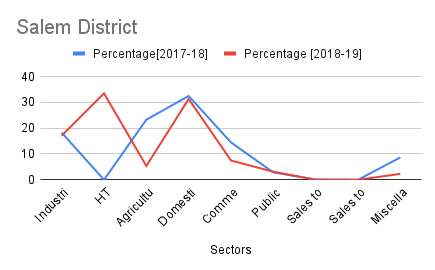 Salem District
Percentage[2017-18] Percentage [2018-19]
40
30
20
10
0
Industri HT Agricultu Domesti Comme Public Sales to Sales to Miscella
Sectors